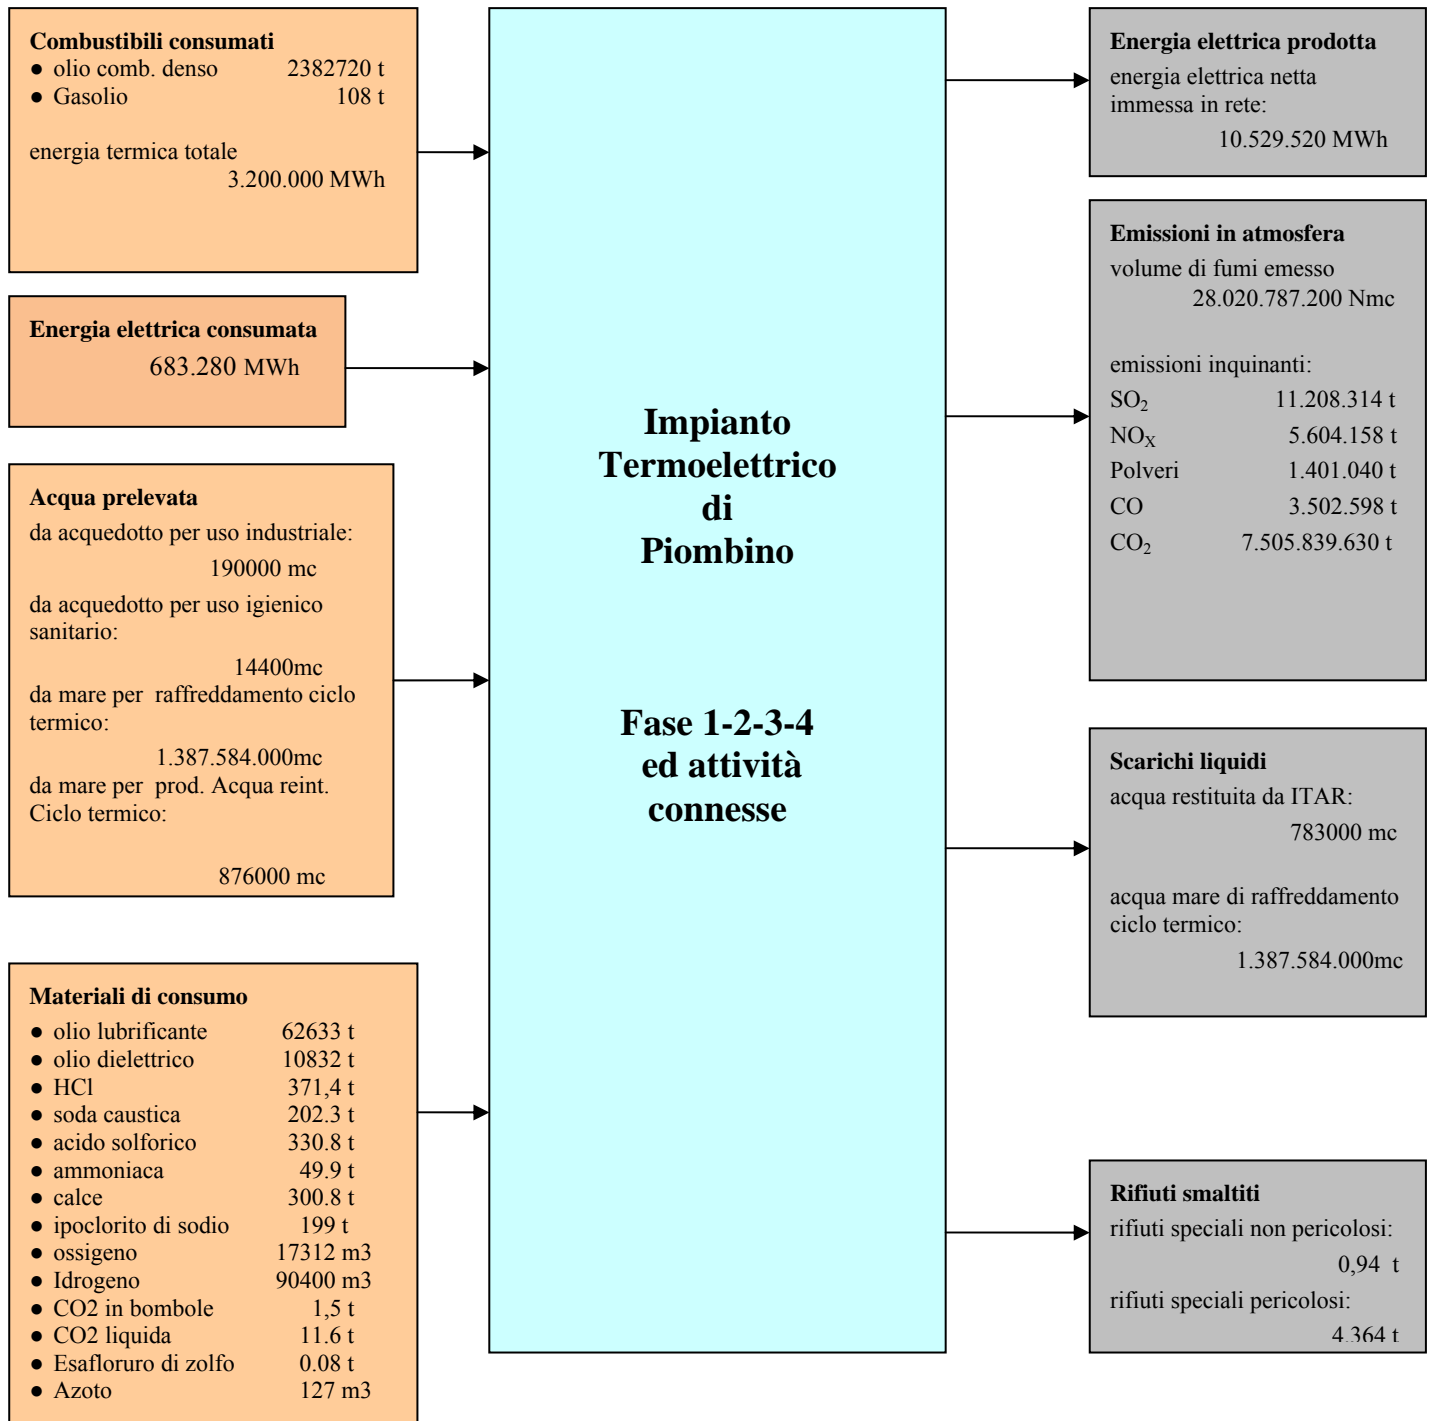 Combustibili consumati
● olio comb. denso 2382720 t
● Gasolio 108 t
energia termica totale
3.200.000 MWh
Energia elettrica consumata
683.280 MWh
Acqua prelevata
da acquedotto per uso industriale:
190000 mc
da acquedotto per uso igienico
sanitario:
14400mc
da mare per raffreddamento ciclo
termico:
1.387.584.000mc
da mare per prod. Acqua reint.
Ciclo termico:
876000 mc
Materiali di consumo
● olio lubrificante 62633 t
● olio dielettrico 10832 t
● HCl 371,4 t
● soda caustica 202.3 t
● acido solforico 330.8 t
● ammoniaca 49.9 t
● calce 300.8 t
● ipoclorito di sodio 199 t
● ossigeno 17312 m3
● Idrogeno 90400 m3
● CO2 in bombole 1,5 t
● CO2 liquida 11.6 t
● Esafloruro di zolfo 0.08 t
● Azoto 127 m3
Impianto
Termoelettrico
di
Piombino
Fase 1-2-3-4
ed attività
connesse
Energia elettrica prodotta
energia elettrica netta
immessa in rete:
10.529.520 MWh
Emissioni in atmosfera
volume di fumi emesso
28.020.787.200 Nmc
emissioni inquinanti:
SO₂ 11.208.314 t
NOₓ 5.604.158 t
Polveri 1.401.040 t
CO 3.502.598 t
CO₂ 7.505.839.630 t
Scarichi liquidi
acqua restituita da ITAR:
783000 mc
acqua mare di raffreddamento
ciclo termico:
1.387.584.000mc
Rifiuti smaltiti
rifiuti speciali non pericolosi:
0,94 t
rifiuti speciali pericolosi:
4.364 t